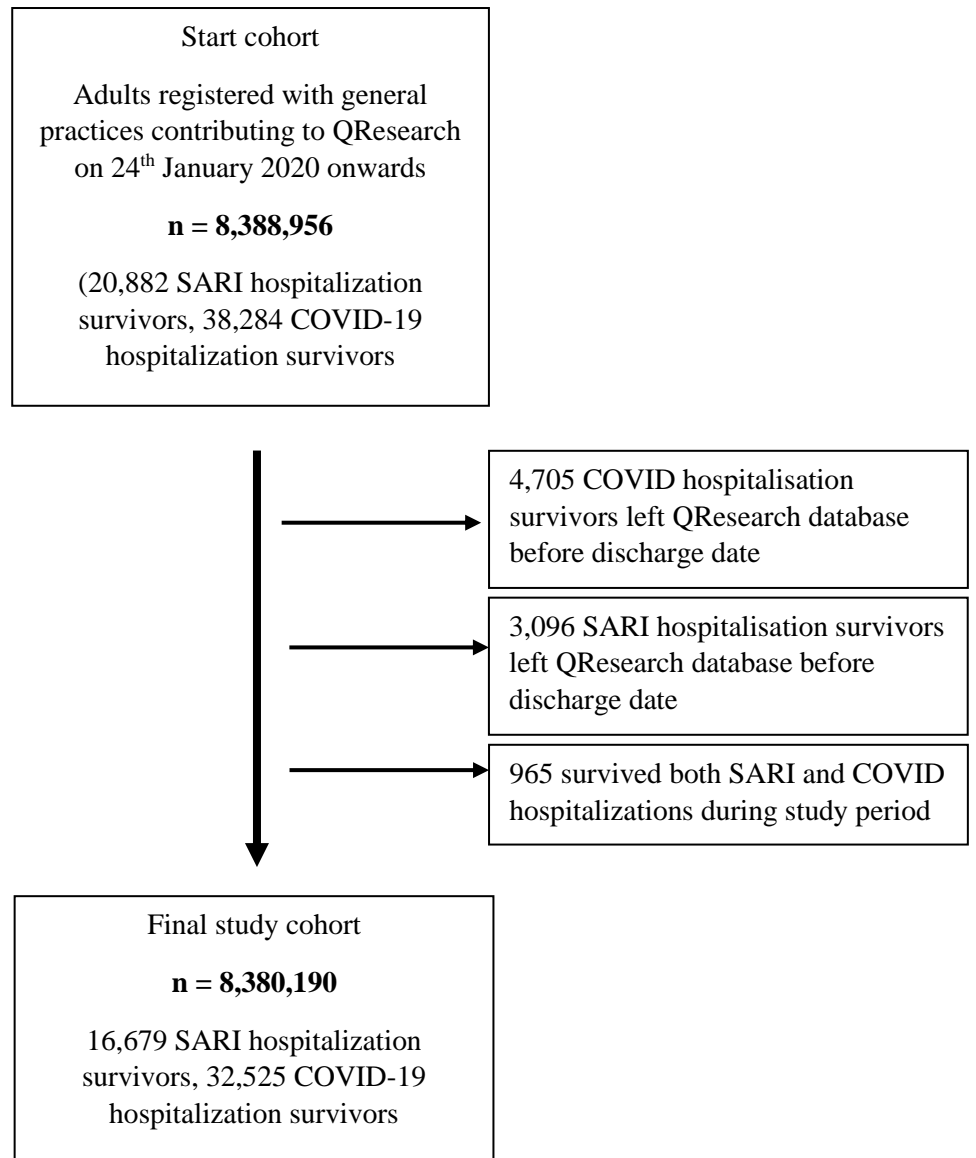 Start cohort
Adults registered with general
practices contributing to QResearch
on 24th January 2020 onwards
n = 8,388,956
(20,882 SARI hospitalization
survivors, 38,284 COVID-19
hospitalization survivors
4,705 COVID hospitalisation
survivors left QResearch database
before discharge date
3,096 SARI hospitalisation survivors
left QResearch database before
discharge date
965 survived both SARI and COVID
hospitalizations during study period
Final study cohort
n = 8,380,190
16,679 SARI hospitalization
survivors, 32,525 COVID-19
hospitalization survivors